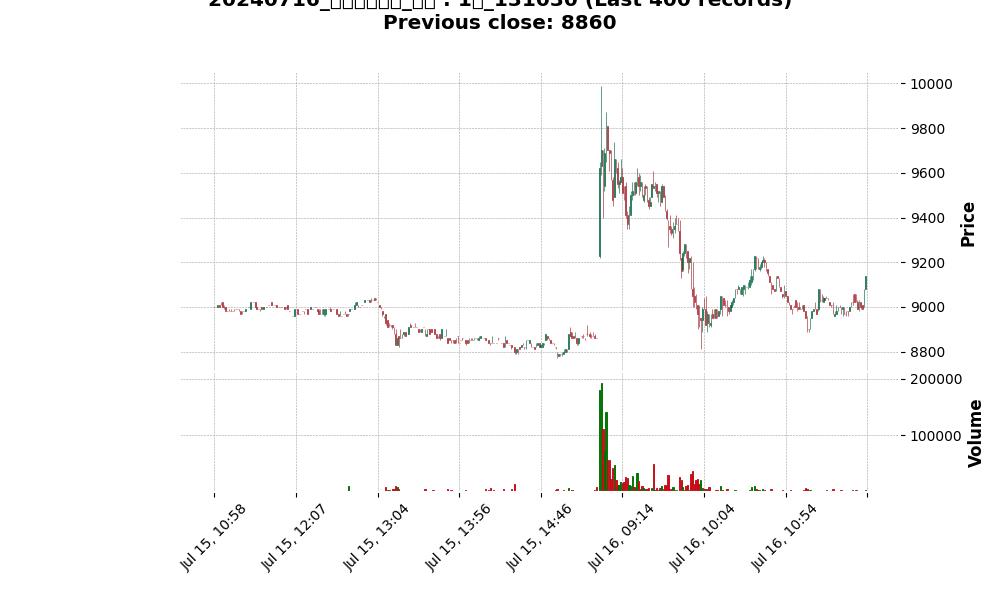 20240716_□□□□□□_□□ : 1□_131030 (Last 400 records)
Previous close: 8860
10000
9800
9600
9400
9200
9000
8800
Price
200000
100000
Volume
Jul 15, 10:58
Jul 15, 12:07
Jul 15, 13:04
Jul 15, 13:56
Jul 15, 14:46
Jul 16, 09:14
Jul 16, 10:04
Jul 16, 10:54